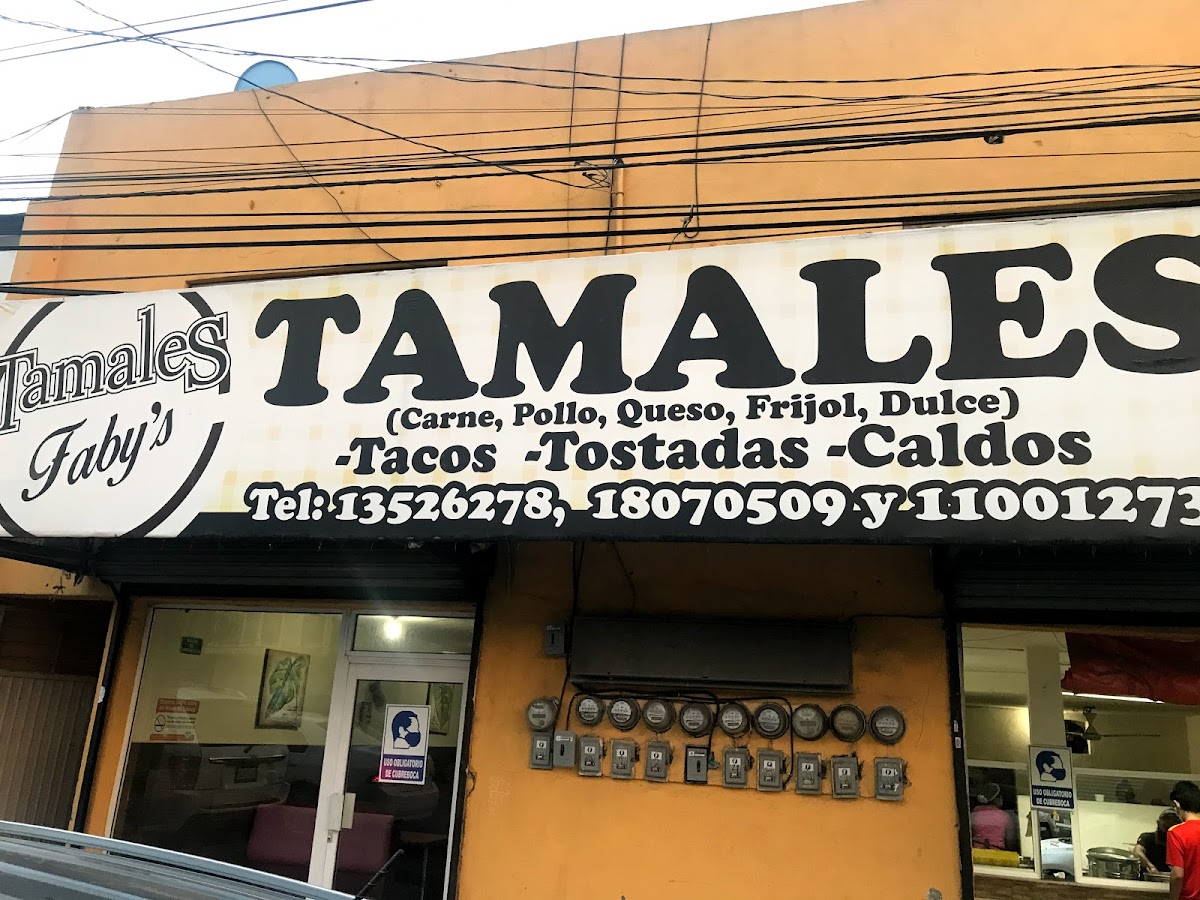 TamaleS
Faby's
TAMALES
(Carne, Pollo, Queso, Frijol, Dulce)
-Tacos -Tostadas -Caldos
Tel: 13526278, 18070509 y 11001273
USO OBLIGATORIO
DE CUBREBOCA
USO OBLIGATORIO
DE CUBREBOCA